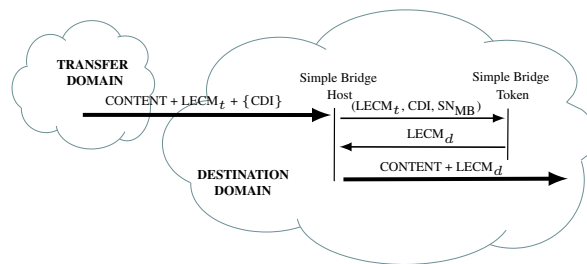 TRANSFER
DOMAIN
Simple Bridge
Host
Simple Bridge
Token
CONTENT + LECM_t + {CDI}
(LECM_t, CDI, SN_MB)
LECM_d
CONTENT + LECM_d
DESTINATION
DOMAIN